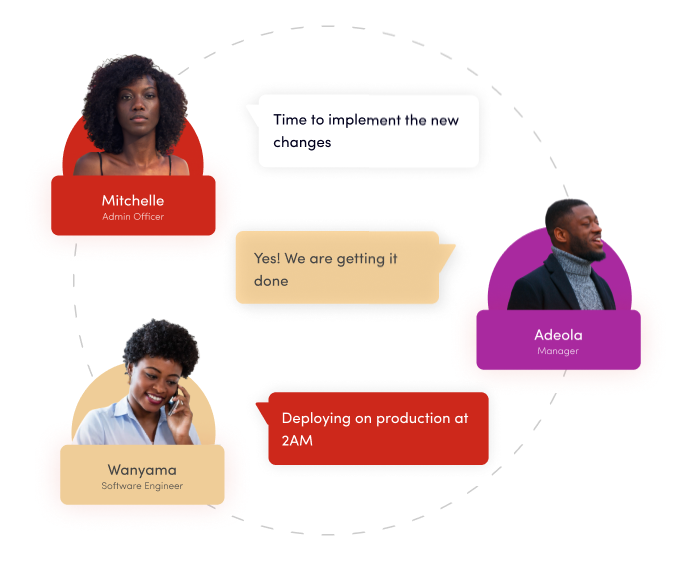 Time to implement the new
changes
Mitchelle
Admin Officer
Yes! We are getting it
done
Adeola
Manager
Deploying on production at
2AM
Wanyama
Software Engineer